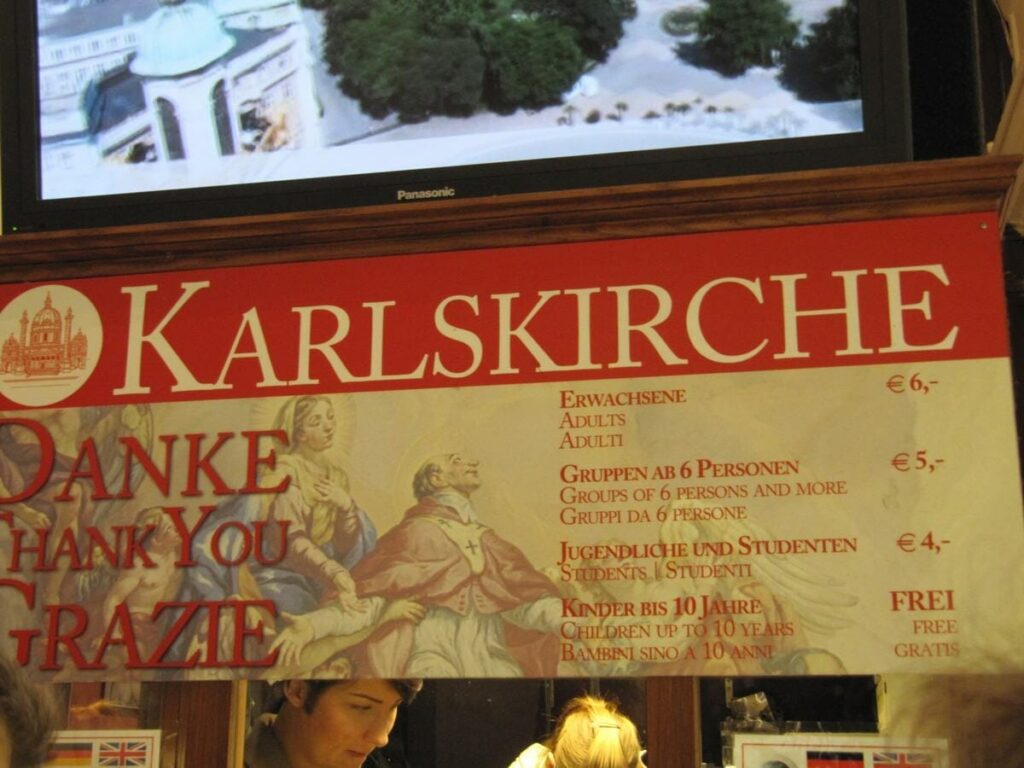 Panasonic
KARLSKIRCHE
DANKE
THANK YOU
GRAZIE
ERWACHSENE € 6,-
ADULTS
ADULTI
GRUPPEN AB 6 PERSONEN € 5,-
GROUPS OF 6 PERSONS AND MORE
GRUPPI DA 6 PERSONE
JUGENDLICHE UND STUDENTEN € 4,-
STUDENTS | STUDENTI
KINDER BIS 10 JAHRE FREI
CHILDREN UP TO 10 YEARS FREE
BAMBINI SINO A 10 ANNI GRATIS